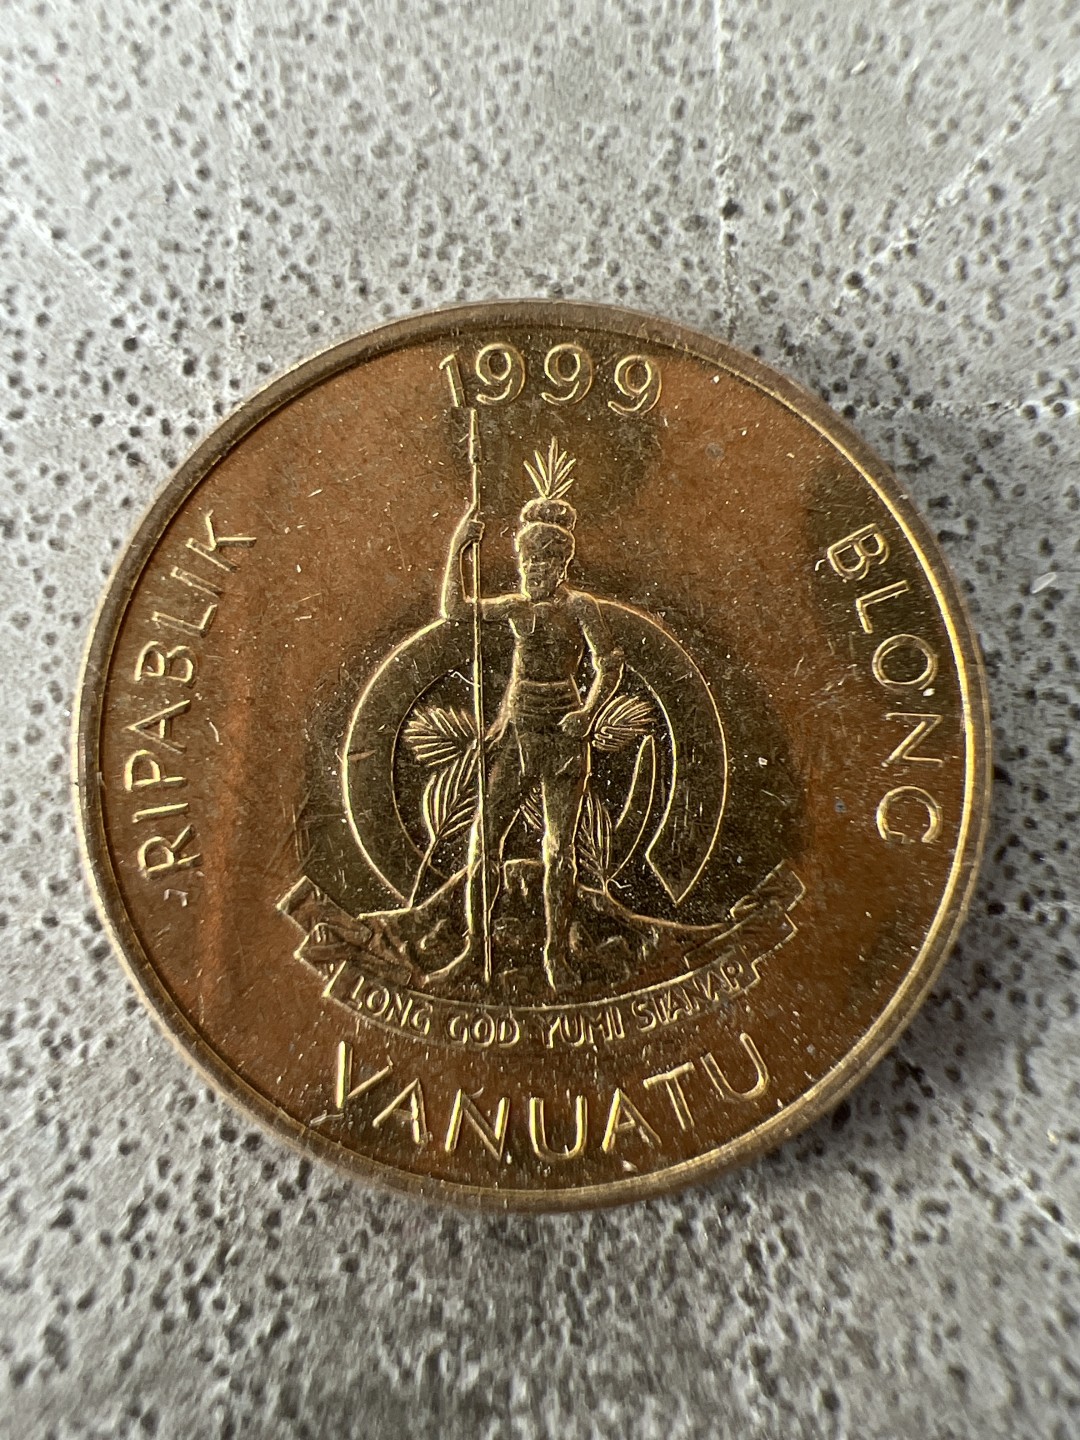 1999
RIPABLIK BLONG
LONG GOD YUMI STANAP
VANUATU